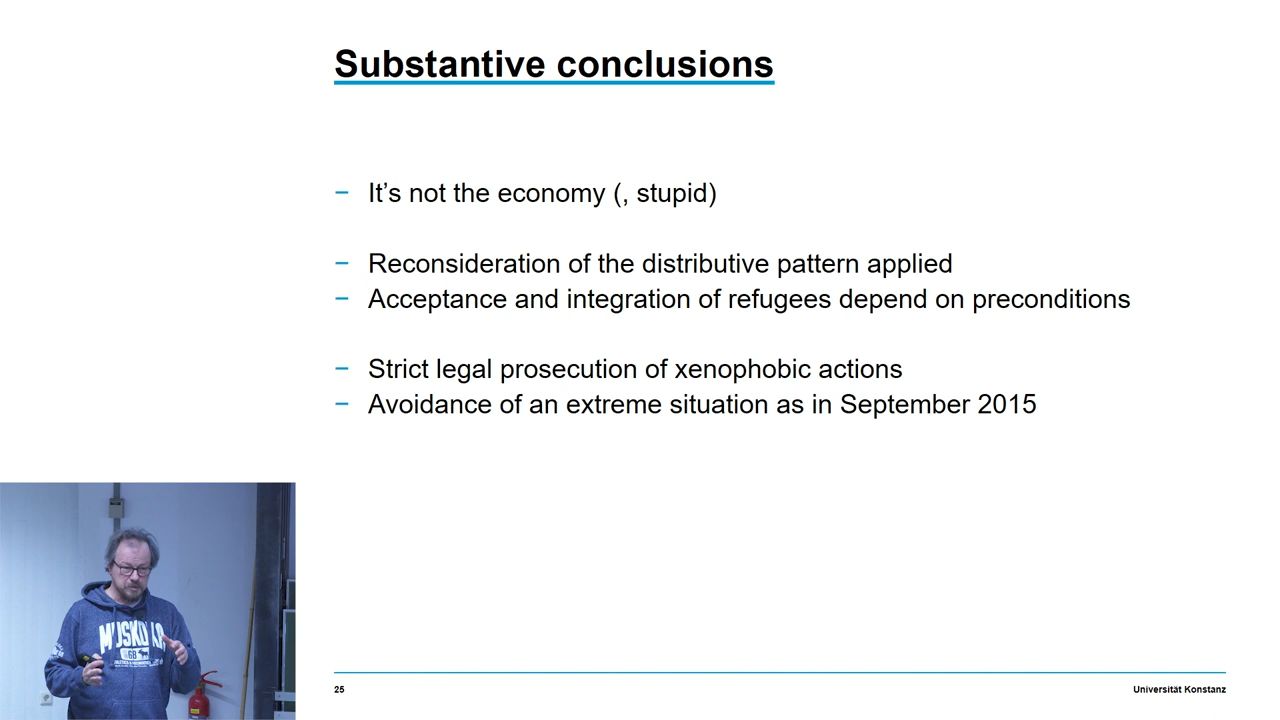 Substantive conclusions
− It’s not the economy (, stupid)
− Reconsideration of the distributive pattern applied
− Acceptance and integration of refugees depend on preconditions
− Strict legal prosecution of xenophobic actions
− Avoidance of an extreme situation as in September 2015
68
25
Universität Konstanz